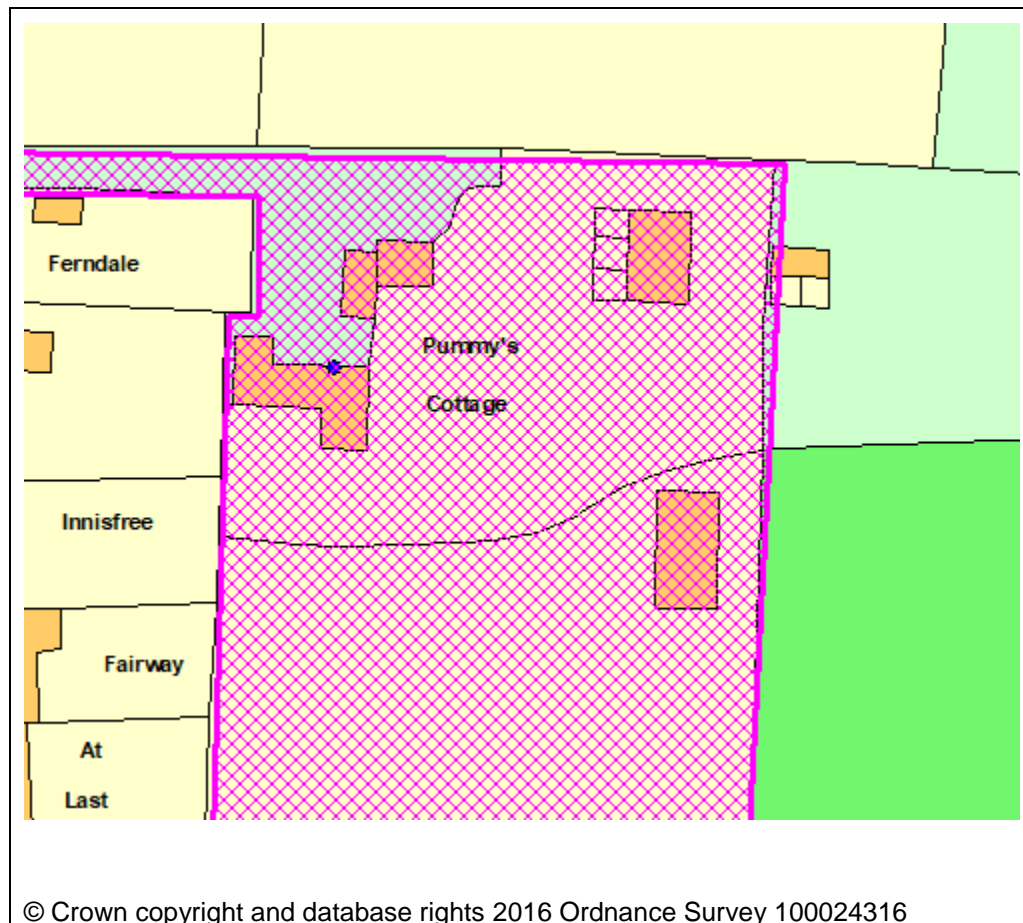 Ferndale
Pummy's
Cottage
Innisfree
Fairway
At
Last
© Crown copyright and database rights 2016 Ordnance Survey 100024316